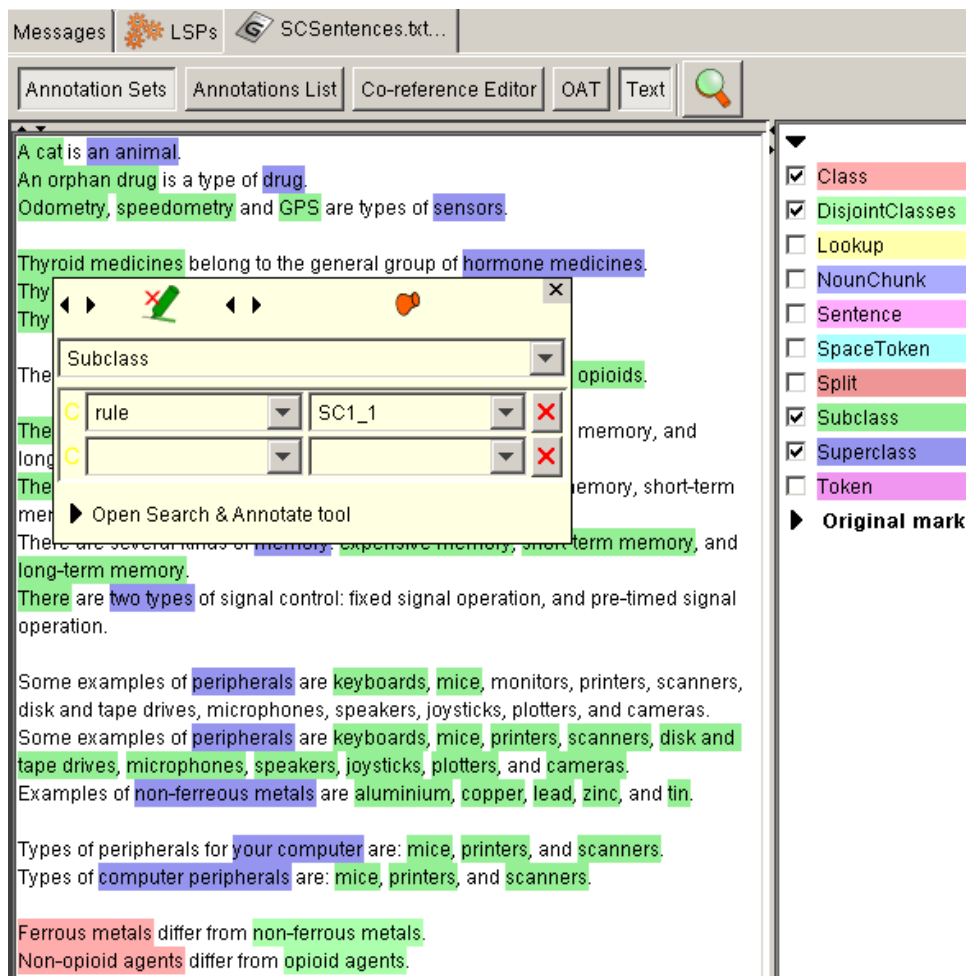 Messages LSPs SCSentences.txt...
Annotation Sets Annotations List Co-reference Editor OAT Text
A cat is an animal.
An orphan drug is a type of drug.
Odometry, speedometry and GPS are types of sensors.
Thyroid medicines belong to the general group of hormone medicines.
Thy
Thy
The opioids.
The memory, and
long
The memory, short-term
mem
There are several kinds of memory: expensive memory, short-term memory, and
long-term memory.
There are two types of signal control: fixed signal operation, and pre-timed signal
operation.
Some examples of peripherals are keyboards, mice, monitors, printers, scanners,
disk and tape drives, microphones, speakers, joysticks, plotters, and cameras.
Some examples of peripherals are keyboards, mice, printers, scanners, disk and
tape drives, microphones, speakers, joysticks, plotters, and cameras.
Examples of non-ferreous metals are aluminium, copper, lead, zinc, and tin.
Types of peripherals for your computer are: mice, printers, and scanners.
Types of computer peripherals are: mice, printers, and scanners.
Ferrous metals differ from non-ferrous metals.
Non-opioid agents differ from opioid agents.
Subclass
C rule SC1_1
C
Open Search & Annotate tool
Class
DisjointClasses
Lookup
NounChunk
Sentence
SpaceToken
Split
Subclass
Superclass
Token
Original mark